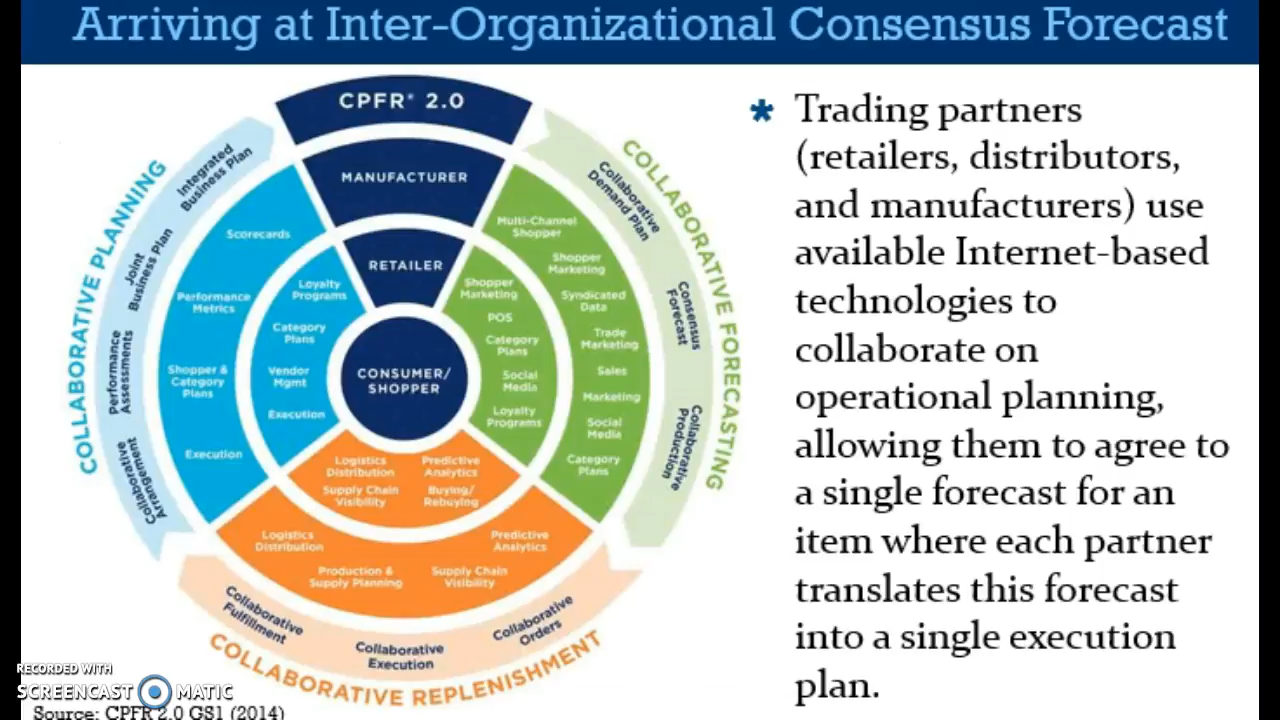 Arriving at Inter-Organizational Consensus Forecast
CPFR® 2.0
MANUFACTURER
RETAILER
CONSUMER/
SHOPPER
COLLABORATIVE PLANNING
Integrated
Business Plan
Joint
Business Plan
Performance
Assessments
Collaborative
Arrangement
Scorecards
Performance
Metrics
Shopper &
Category
Plans
Execution
Loyalty
Programs
Category
Plans
Vendor
Mgmt
Execution
COLLABORATIVE FORECASTING
Collaborative
Demand Plan
Consensus
Forecast
Collaborative
Production
Multi-Channel
Shopper
Shopper
Marketing
Syndicated
Data
Trade
Marketing
Sales
Marketing
Social
Media
Category
Plans
Shopper
Marketing
POS
Category
Plans
Social
Media
Loyalty
Programs
Logistics
Distribution
Predictive
Analytics
Supply Chain
Visibility
Buying/
Rebuying
Logistics
Distribution
Predictive
Analytics
Production &
Supply Planning
Supply Chain
Visibility
Collaborative
Fulfillment
Collaborative
Execution
Collaborative
Orders
COLLABORATIVE REPLENISHMENT
* Trading partners
(retailers, distributors,
and manufacturers) use
available Internet-based
technologies to
collaborate on
operational planning,
allowing them to agree to
a single forecast for an
item where each partner
translates this forecast
into a single execution
plan.
RECORDED WITH
SCREENCAST MATIC
Source: CPFR 2.0 GS1 (2014)